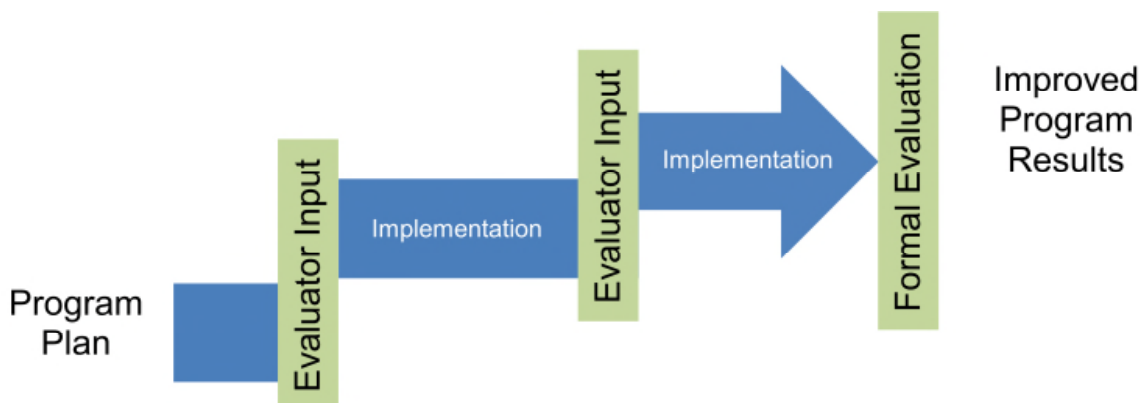 Program
Plan
Evaluator Input
Implementation
Evaluator Input
Implementation
Formal Evaluation
Improved
Program
Results